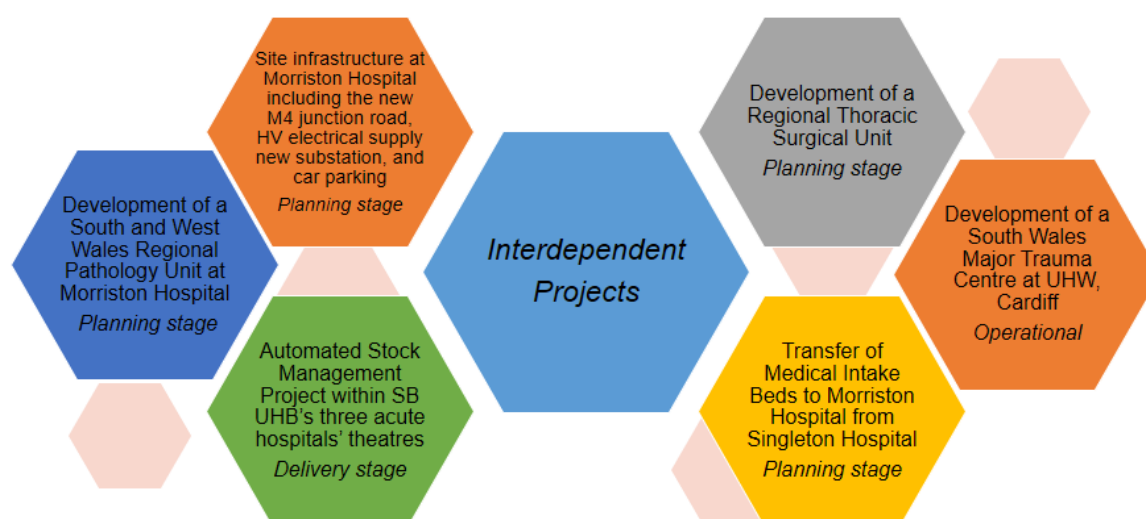 Site infrastructure at
Morriston Hospital
including the new
M4 junction road,
HV electrical supply
new substation, and
car parking
Planning stage
Development of a
South and West
Wales Regional
Pathology Unit at
Morriston Hospital
Planning stage
Automated Stock
Management
Project within SB
UHB's three acute
hospitals' theatres
Delivery stage
Interdependent
Projects
Development of a
Regional Thoracic
Surgical Unit
Planning stage
Development of a
South Wales
Major Trauma
Centre at UHW,
Cardiff
Operational
Transfer of
Medical Intake
Beds to Morriston
Hospital from
Singleton Hospital
Planning stage